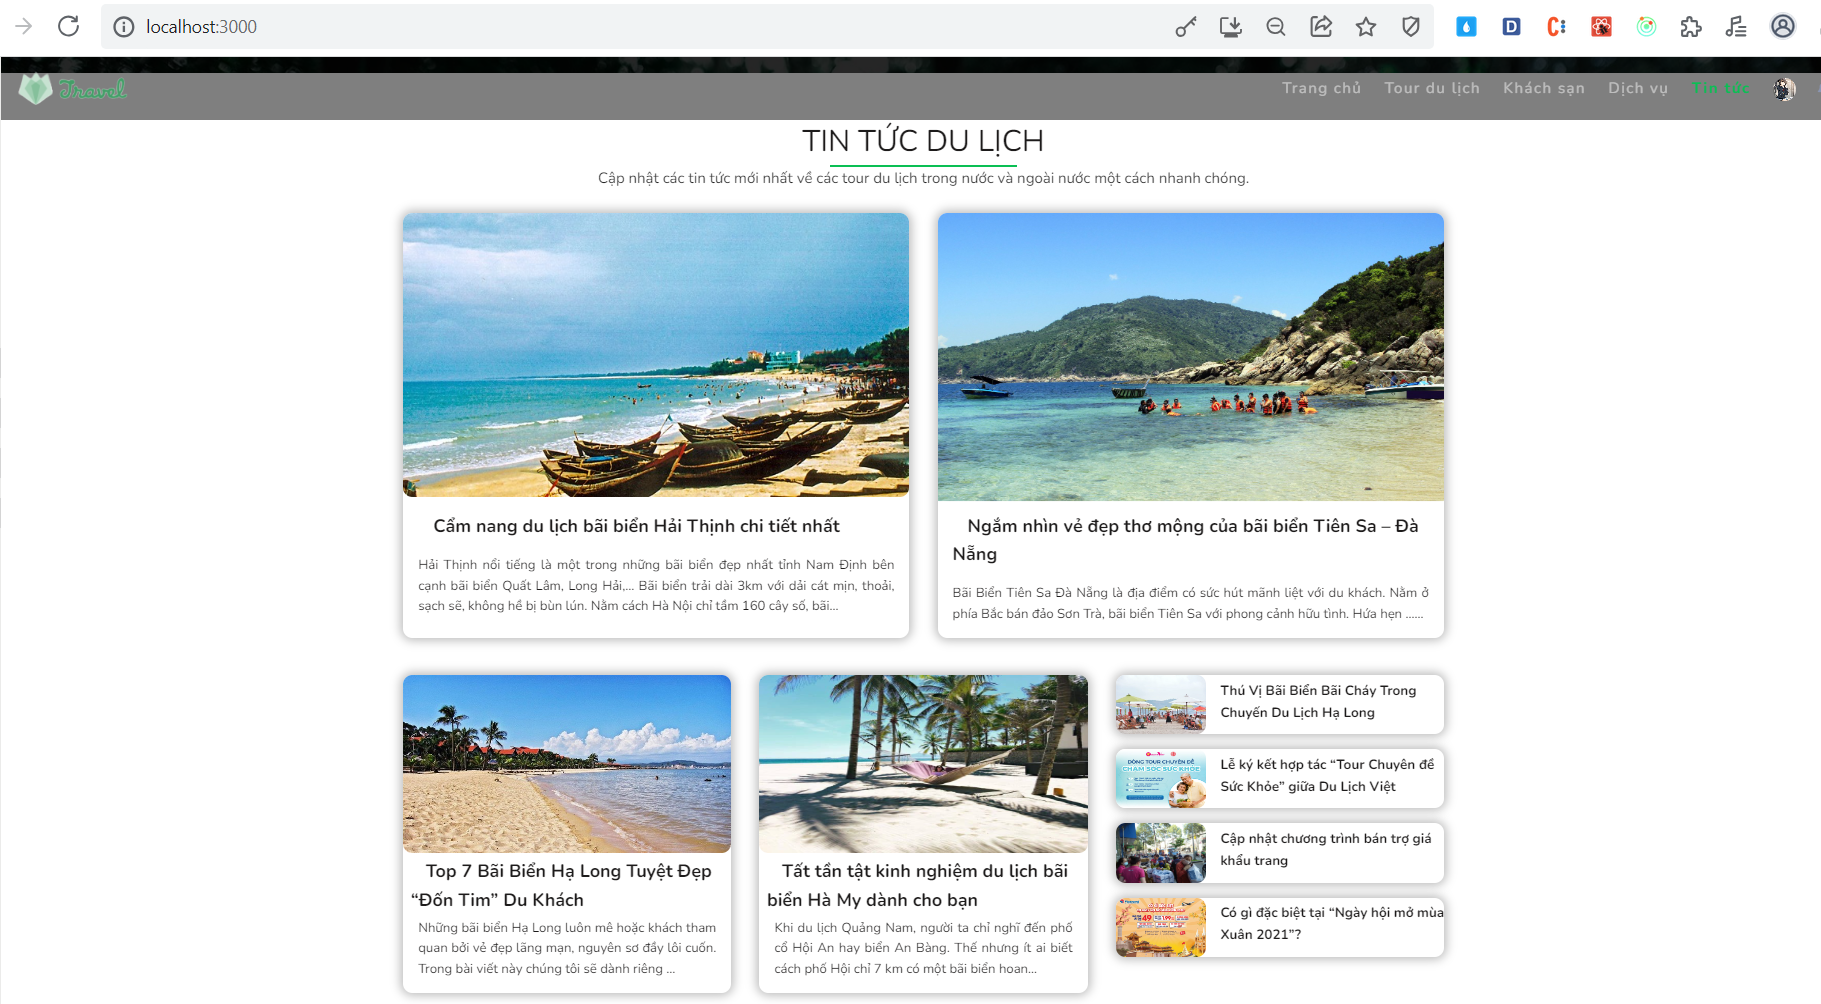 localhost:3000
Travel
Trang chủ Tour du lịch Khách sạn Dịch vụ Tin tức
TIN TỨC DU LỊCH
Cập nhật các tin tức mới nhất về các tour du lịch trong nước và ngoài nước một cách nhanh chóng.
Cẩm nang du lịch bãi biển Hải Thịnh chi tiết nhất
Hải Thịnh nổi tiếng là một trong những bãi biển đẹp nhất tỉnh Nam Định bên
cạnh bãi biển Quất Lâm, Long Hải,... Bãi biển trải dài 3km với dải cát mịn, thoải,
sạch sẽ, không hề bị bùn lún. Nằm cách Hà Nội chỉ tầm 160 cây số, bãi...
Ngắm nhìn vẻ đẹp thơ mộng của bãi biển Tiên Sa – Đà
Nẵng
Bãi Biển Tiên Sa Đà Nẵng là địa điểm có sức hút mãnh liệt với du khách. Nằm ở
phía Bắc bán đảo Sơn Trà, bãi biển Tiên Sa với phong cảnh hữu tình. Hứa hẹn ......
Top 7 Bãi Biển Hạ Long Tuyệt Đẹp
“Đốn Tim” Du Khách
Những bãi biển Hạ Long luôn mê hoặc khách tham
quan bởi vẻ đẹp lãng mạn, nguyên sơ đầy lôi cuốn.
Trong bài viết này chúng tôi sẽ dành riêng ...
Tất tần tật kinh nghiệm du lịch bãi
biển Hà My dành cho bạn
Khi du lịch Quảng Nam, người ta chỉ nghĩ đến phố
cổ Hội An hay biển An Bàng. Thế nhưng ít ai biết
cách phố Hội chỉ 7 km có một bãi biển hoan...
Thú Vị Bãi Biển Bãi Cháy Trong
Chuyến Du Lịch Hạ Long
DÒNG TOUR CHUYÊN ĐỀ
CHĂM SÓC SỨC KHỎE
Lễ ký kết hợp tác “Tour Chuyên đề
Sức Khỏe” giữa Du Lịch Việt
Cập nhật chương trình bán trợ giá
khẩu trang
Có gì đặc biệt tại “Ngày hội mở mùa
Xuân 2021”?